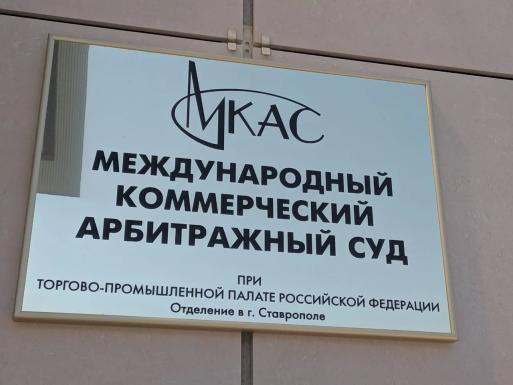 МКАС
МЕЖДУНАРОДНЫЙ
КОММЕРЧЕСКИЙ
АРБИТРАЖНЫЙ СУД
ПРИ
ТОРГОВО-ПРОМЫШЛЕННОЙ ПАЛАТЕ РОССИЙСКОЙ ФЕДЕРАЦИИ
Отделение в г. Ставрополе